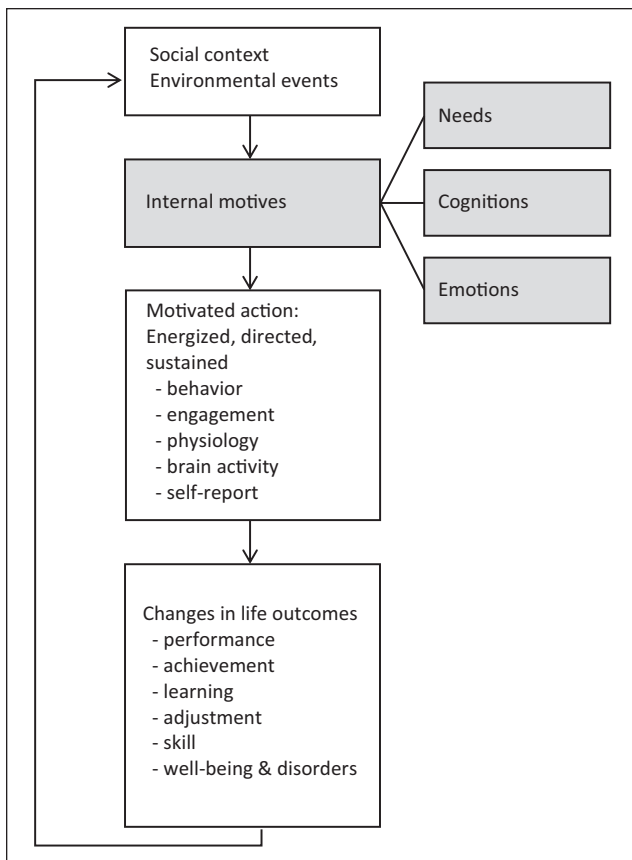 Social context
Environmental events
Needs
Internal motives
Cognitions
Emotions
Motivated action:
Energized, directed,
sustained
- behavior
- engagement
- physiology
- brain activity
- self-report
Changes in life outcomes
- performance
- achievement
- learning
- adjustment
- skill
- well-being & disorders